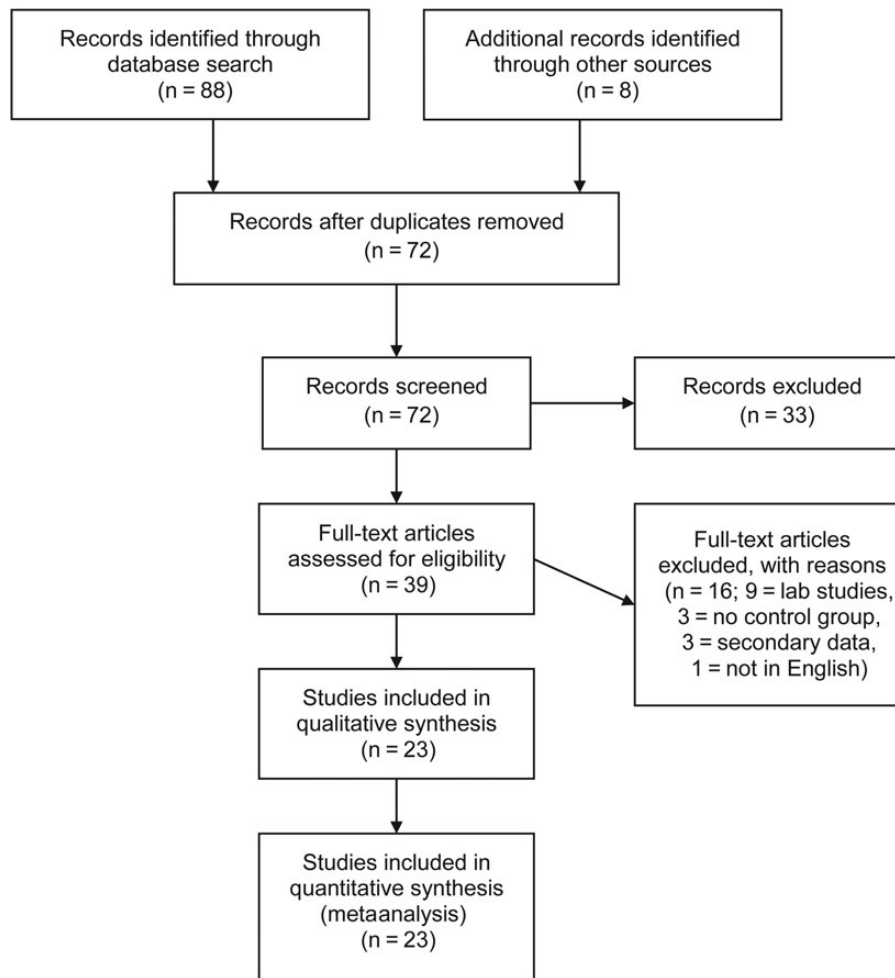 Records identified through
database search
(n = 88)
Additional records identified
through other sources
(n = 8)
Records after duplicates removed
(n = 72)
Records screened
(n = 72)
Records excluded
(n = 33)
Full-text articles
assessed for eligibility
(n = 39)
Full-text articles
excluded, with reasons
(n = 16; 9 = lab studies,
3 = no control group,
3 = secondary data,
1 = not in English)
Studies included in
qualitative synthesis
(n = 23)
Studies included in
quantitative synthesis
(metaanalysis)
(n = 23)